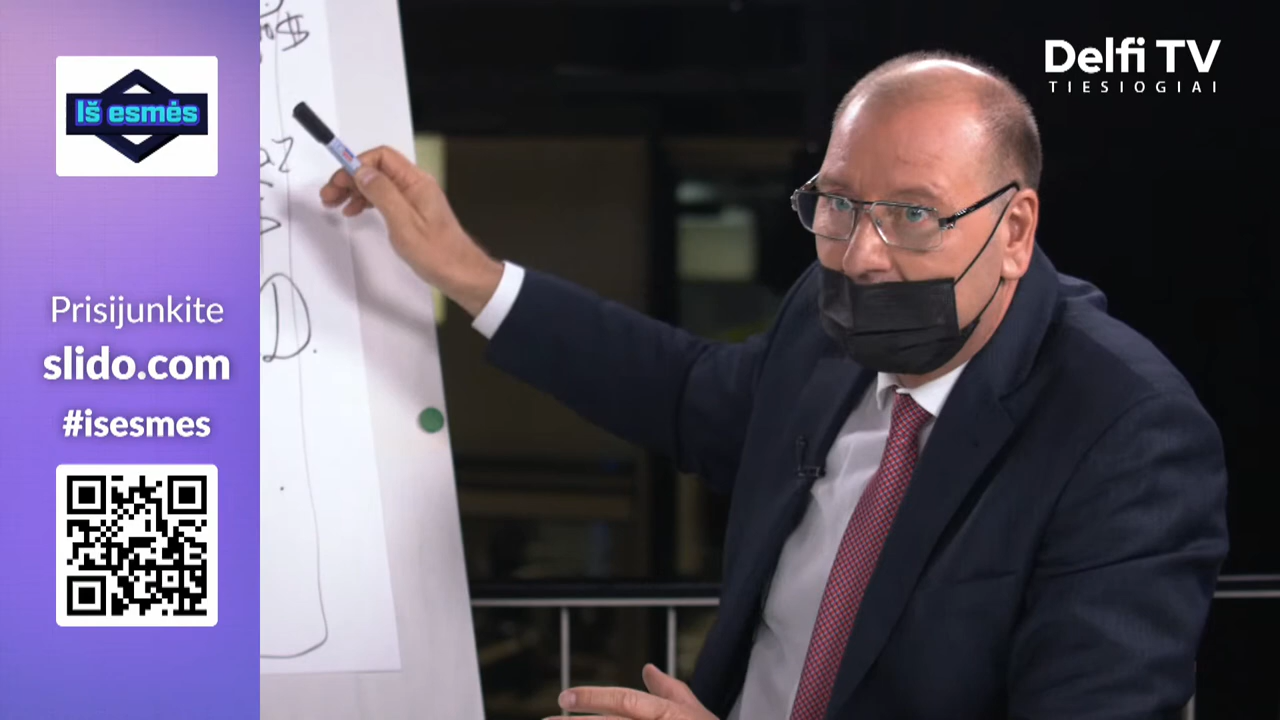 Iš esmės
Prisijunkite
slido.com
#isesmes
Delfi TV
TIESIOGIAI